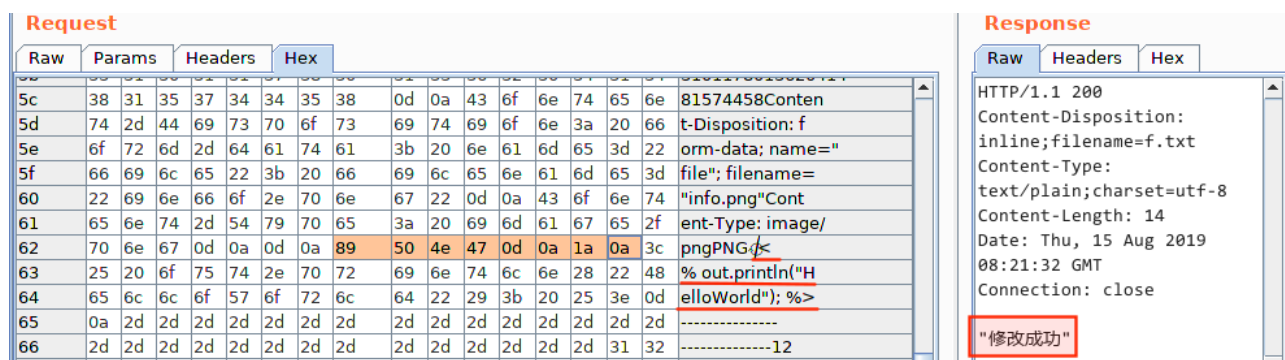 Request
Response
Raw Params Headers Hex
Raw Headers Hex
5c 38 31 35 37 34 34 35 38 0d 0a 43 6f 6e 74 65 6e 81574458Conten
5d 74 2d 44 69 73 70 6f 73 69 74 69 6f 6e 3a 20 66 t-Disposition: f
5e 6f 72 6d 2d 64 61 74 61 3b 20 6e 61 6d 65 3d 22 orm-data; name="
5f 66 69 6c 65 22 3b 20 66 69 6c 65 6e 61 6d 65 3d file"; filename=
60 22 69 6e 66 6f 2e 70 6e 67 22 0d 0a 43 6f 6e 74 "info.png"Cont
61 65 6e 74 2d 54 79 70 65 3a 20 69 6d 61 67 65 2f ent-Type: image/
62 70 6e 67 0d 0a 0d 0a 89 50 4e 47 0d 0a 1a 0a 3c pngPNG<
63 25 20 6f 75 74 2e 70 72 69 6e 74 6c 6e 28 22 48 % out.println("H
64 65 6c 6c 6f 57 6f 72 6c 64 22 29 3b 20 25 3e 0d elloWorld"); %>
65 0a 2d 2d 2d 2d 2d 2d 2d 2d 2d 2d 2d 2d 2d 2d 2d ---------------
66 2d 2d 2d 2d 2d 2d 2d 2d 2d 2d 2d 2d 2d 2d 31 32 --------------12
HTTP/1.1 200
Content-Disposition:
inline;filename=f.txt
Content-Type:
text/plain;charset=utf-8
Content-Length: 14
Date: Thu, 15 Aug 2019
08:21:32 GMT
Connection: close
"修改成功"